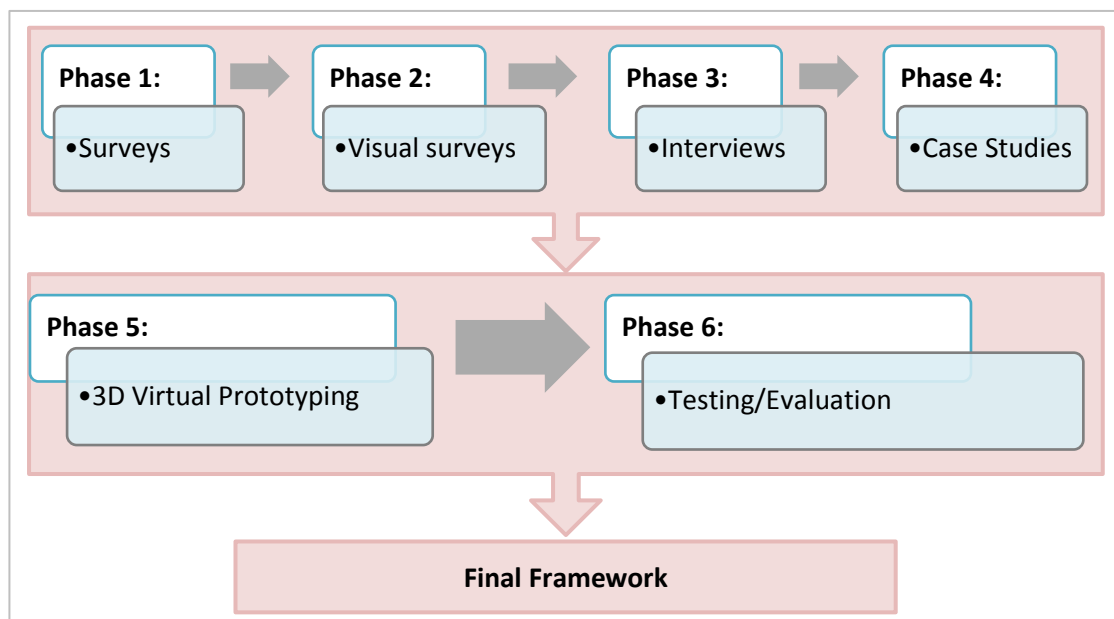 Phase 1:
•Surveys
Phase 2:
•Visual surveys
Phase 3:
•Interviews
Phase 4:
•Case Studies
Phase 5:
•3D Virtual Prototyping
Phase 6:
•Testing/Evaluation
Final Framework